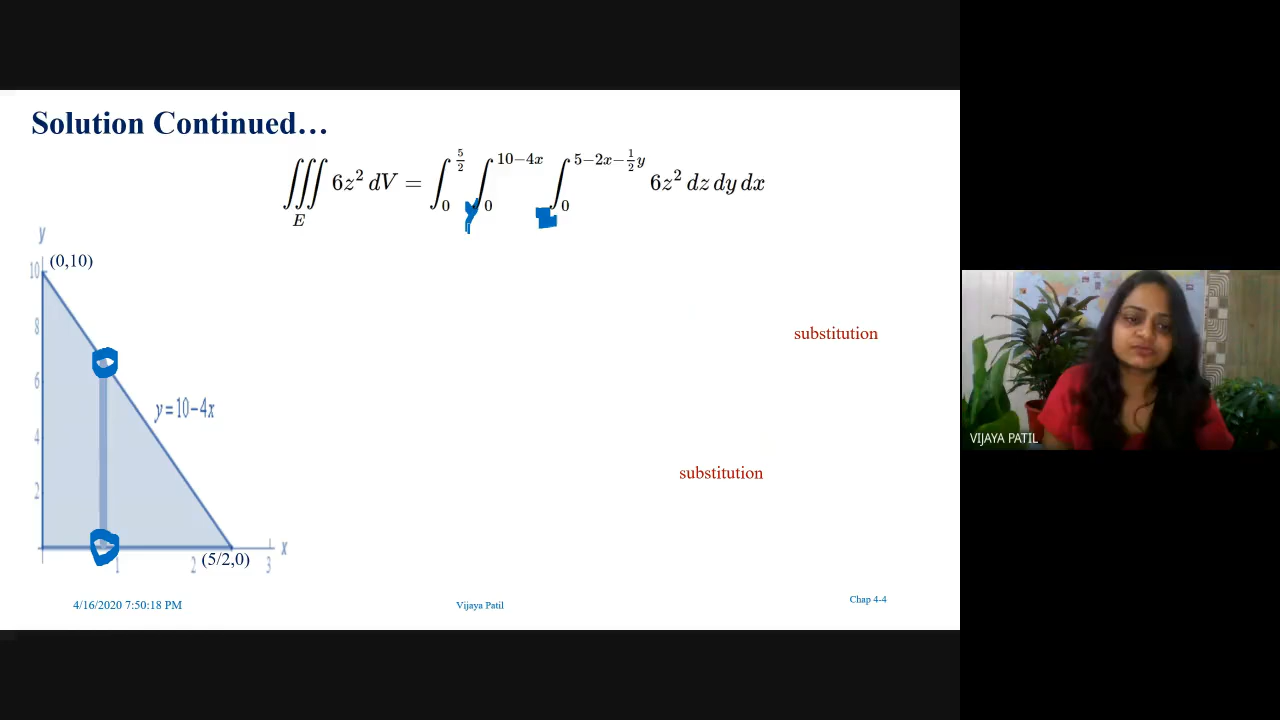 Solution Continued…
∭_E 6z² dV = ∫_0^{5/2} ∫_0^{10−4x} ∫_0^{5−2x−½y} 6z² dz dy dx
y
(0,10)
10
8
6
4
2
y=10−4x
substitution
substitution
(5/2,0)
1
2
3
x
4/16/2020 7:50:18 PM
Vijaya Patil
Chap 4-4
VIJAYA PATIL